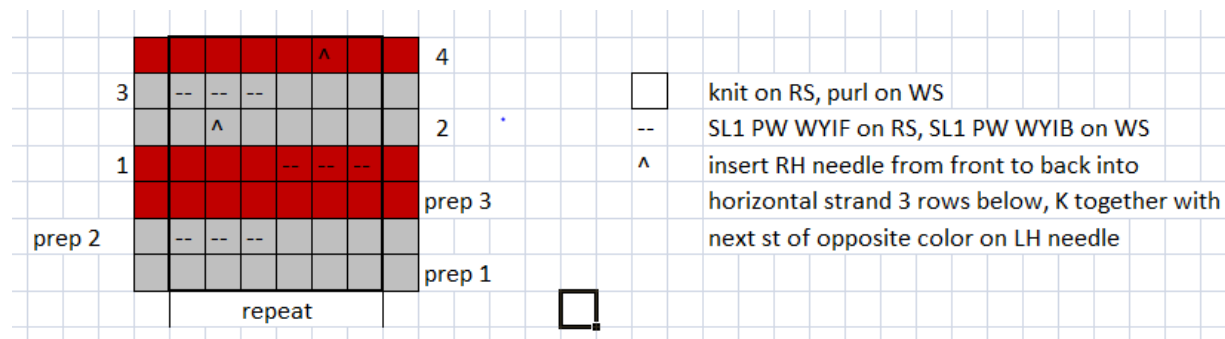 ^ 4
3 -- -- -- knit on RS, purl on WS
^ 2 -- SL1 PW WYIF on RS, SL1 PW WYIB on WS
1 -- -- -- ^ insert RH needle from front to back into
prep 3 horizontal strand 3 rows below, K together with
prep 2 -- -- -- next st of opposite color on LH needle
prep 1
repeat